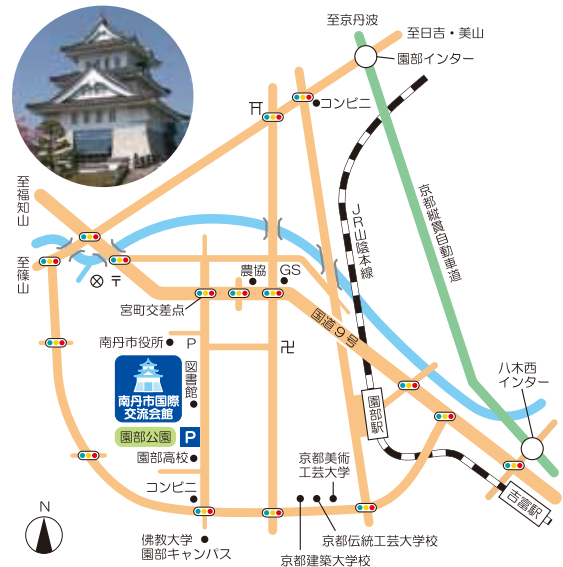 至京丹波
至日吉・美山
園部インター
コンビニ
至福知山
京都縦貫自動車道
JR山陰本線
至篠山
農協
GS
宮町交差点
国道9号
南丹市役所
P
卍
八木西
インター
図書館
南丹市国際
交流会館
園部駅
園部公園
P
園部高校
京都美術
工芸大学
コンビニ
吉富駅
N
佛教大学
園部キャンパス
京都伝統工芸大学校
京都建築大学校